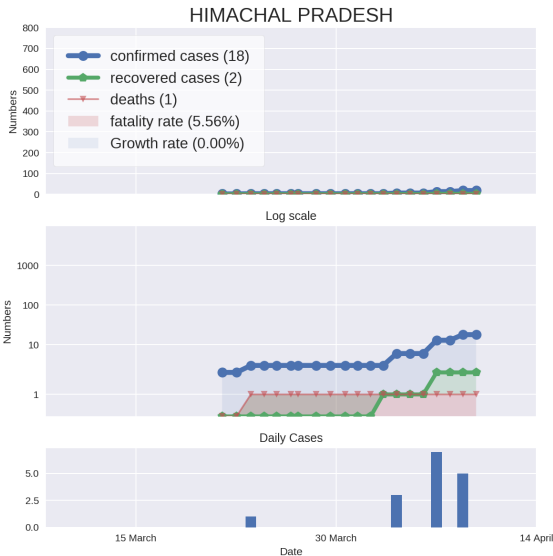 HIMACHAL PRADESH
800
700
600
500
400
300
200
100
0
Numbers
confirmed cases (18)
recovered cases (2)
deaths (1)
fatality rate (5.56%)
Growth rate (0.00%)
Log scale
1000
100
10
1
Numbers
Daily Cases
5.0
2.5
0.0
15 March 30 March 14 April
Date